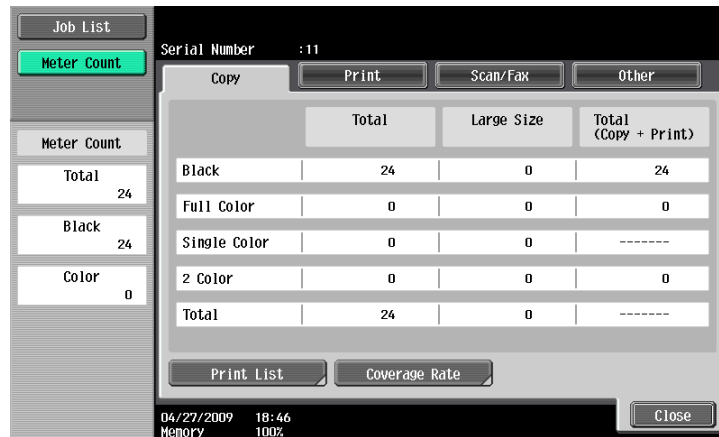 Job List
Meter Count
Serial Number :11
Copy Print Scan/Fax Other
Meter Count
Total
24
Black
24
Color
0
Total Large Size Total
(Copy + Print)
Black 24 0 24
Full Color 0 0 0
Single Color 0 0 -------
2 Color 0 0 0
Total 24 0 -------
Print List Coverage Rate
Close
04/27/2009 18:46
Memory 100%